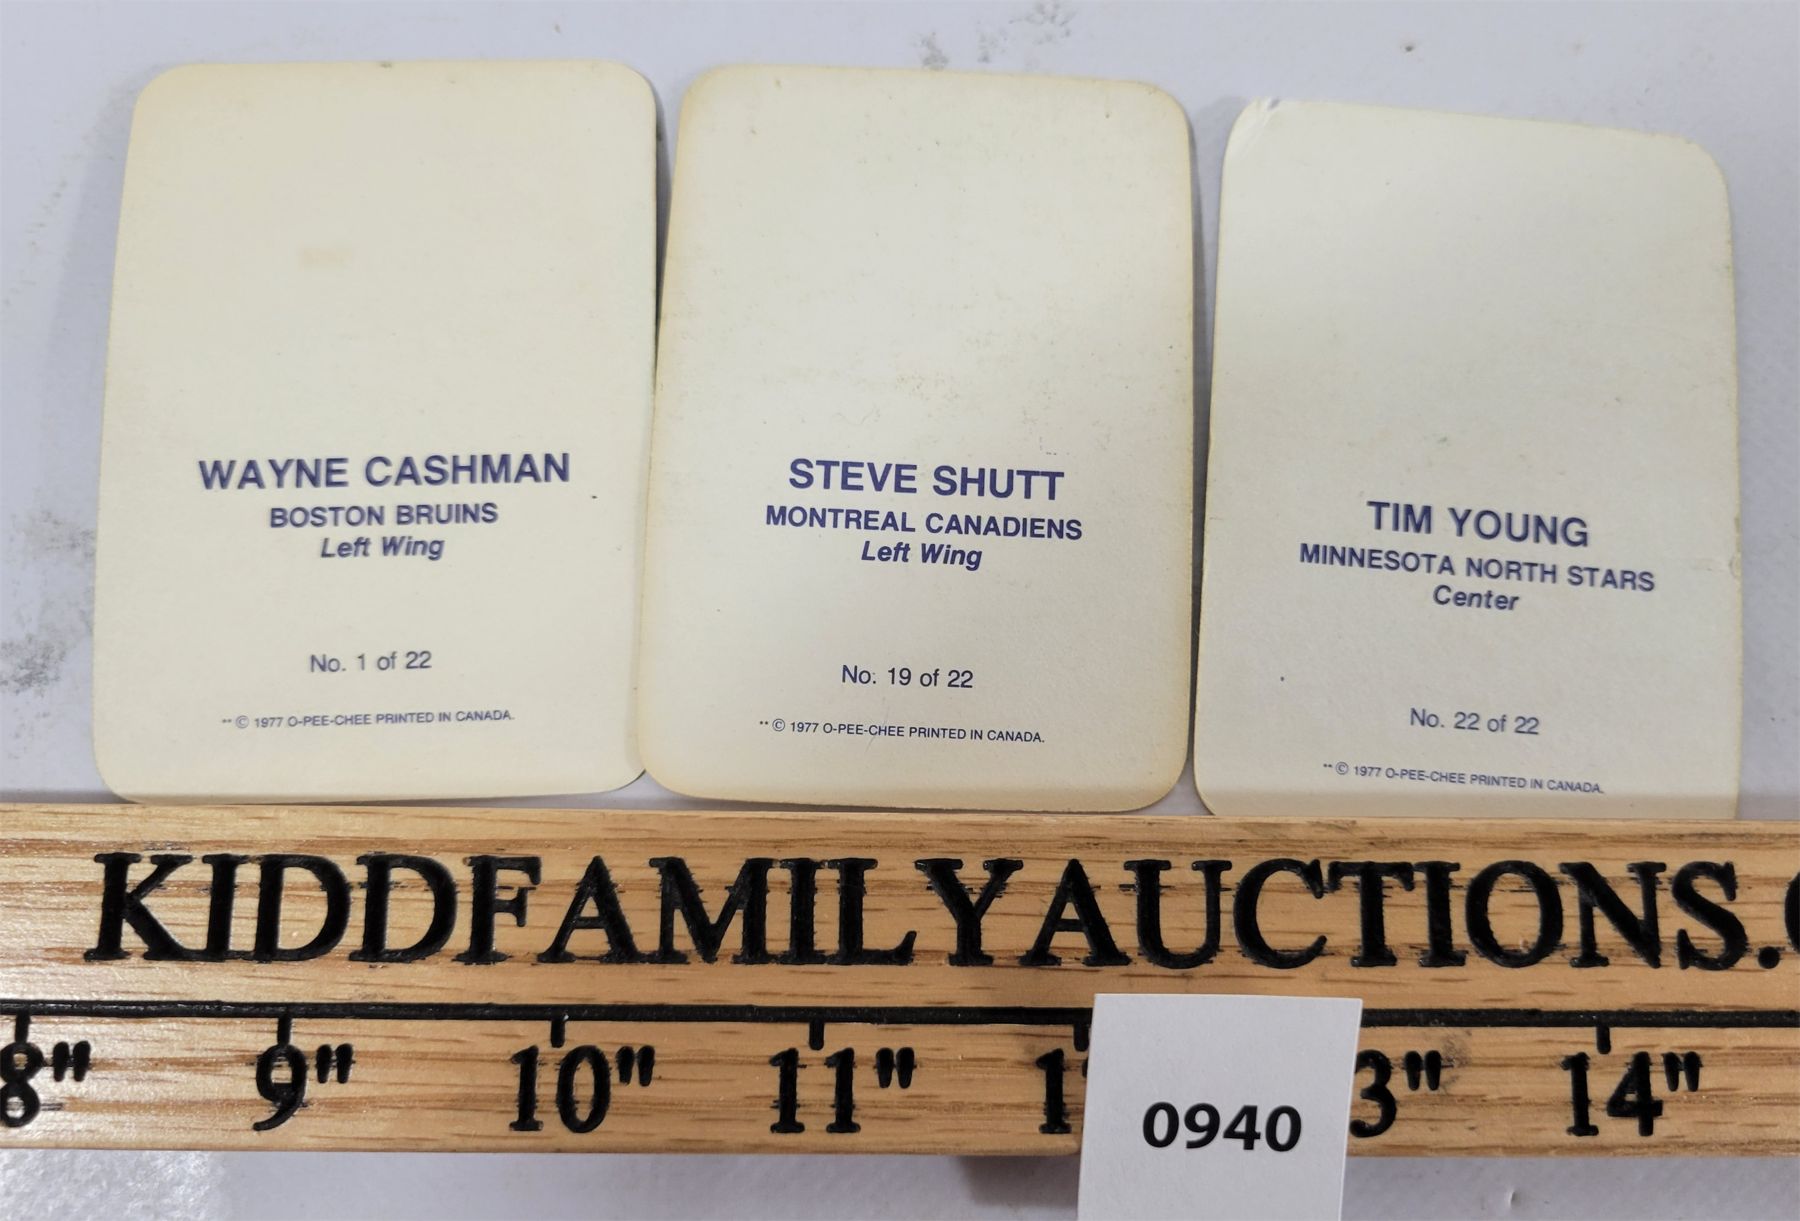 WAYNE CASHMAN
BOSTON BRUINS
Left Wing
No. 1 of 22
** © 1977 O-PEE-CHEE PRINTED IN CANADA.
STEVE SHUTT
MONTREAL CANADIENS
Left Wing
No. 19 of 22
** © 1977 O-PEE-CHEE PRINTED IN CANADA.
TIM YOUNG
MINNESOTA NORTH STARS
Center
No. 22 of 22
** © 1977 O-PEE-CHEE PRINTED IN CANADA.
KIDDFAMILYAUCTIONS.
8" 9" 10" 11" 1 3" 14"
0940